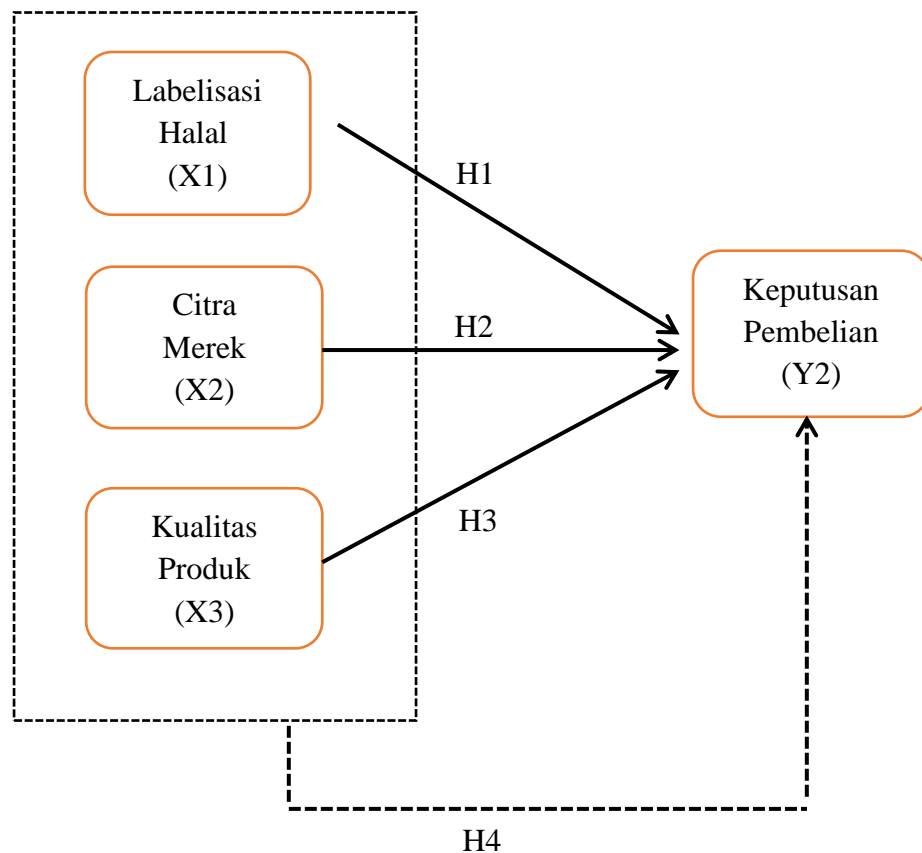 Labelisasi
Halal
(X1)
H1
Citra
Merek
(X2)
H2
Keputusan
Pembelian
(Y2)
Kualitas
Produk
(X3)
H3
H4